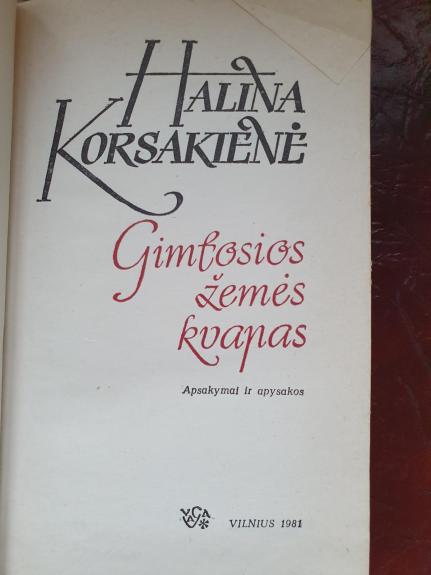 HALINA
KORSAKIENĖ
Gimtosios
žemės
kvapas
Apsakymai ir apysakos
VAGA
VILNIUS 1981